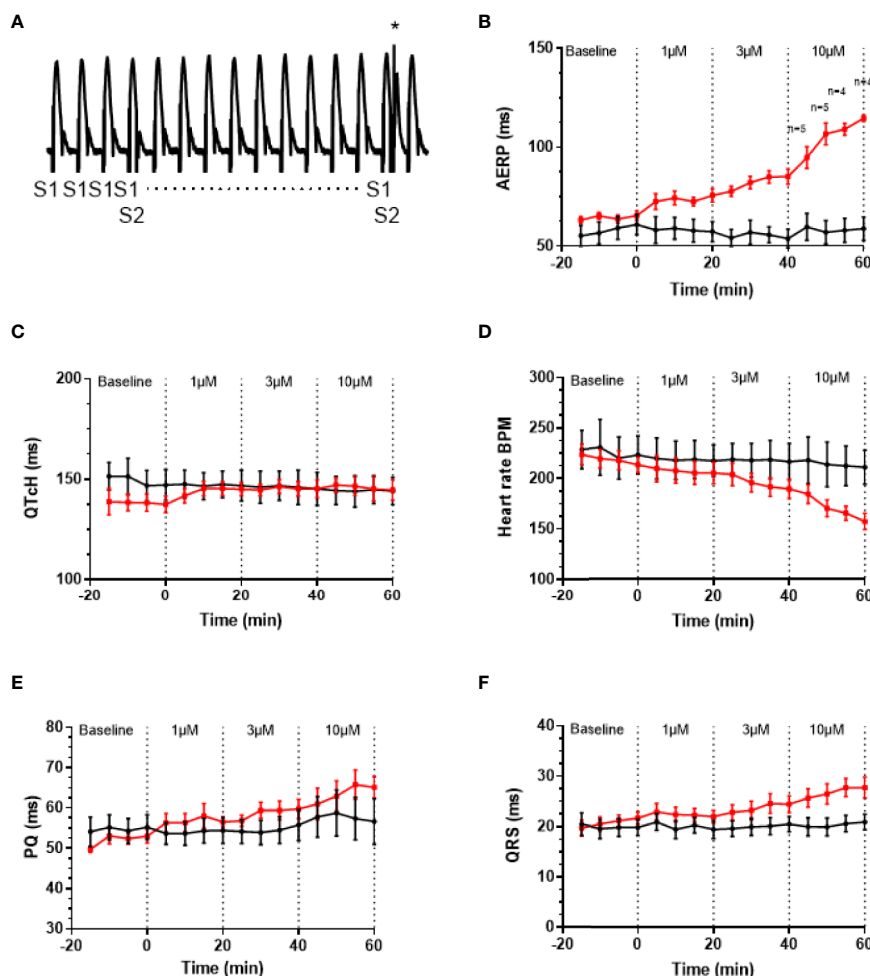 A
*
S1 S1S1S1 S1
S2 S2
B
Baseline 1µM 3µM 10µM
n=5
n=5
n=4
n=4
150
100
50
-20 0 20 40 60
AERP (ms)
Time (min)
C
Baseline 1µM 3µM 10µM
200
150
100
-20 0 20 40 60
QTcH (ms)
Time (min)
D
Baseline 1µM 3µM 10µM
300
250
200
150
100
-20 0 20 40 60
Heart rate BPM
Time (min)
E
Baseline 1µM 3µM 10µM
80
70
60
50
40
30
-20 0 20 40 60
PQ (ms)
Time (min)
F
Baseline 1µM 3µM 10µM
40
30
20
10
0
-20 0 20 40 60
QRS (ms)
Time (min)